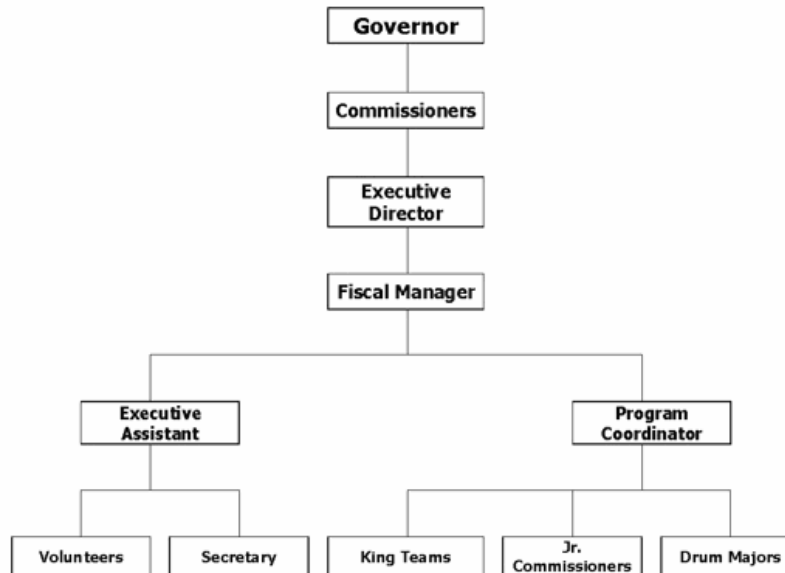 Governor
Commissioners
Executive
Director
Fiscal Manager
Executive
Assistant
Program
Coordinator
Volunteers
Secretary
King Teams
Jr.
Commissioners
Drum Majors